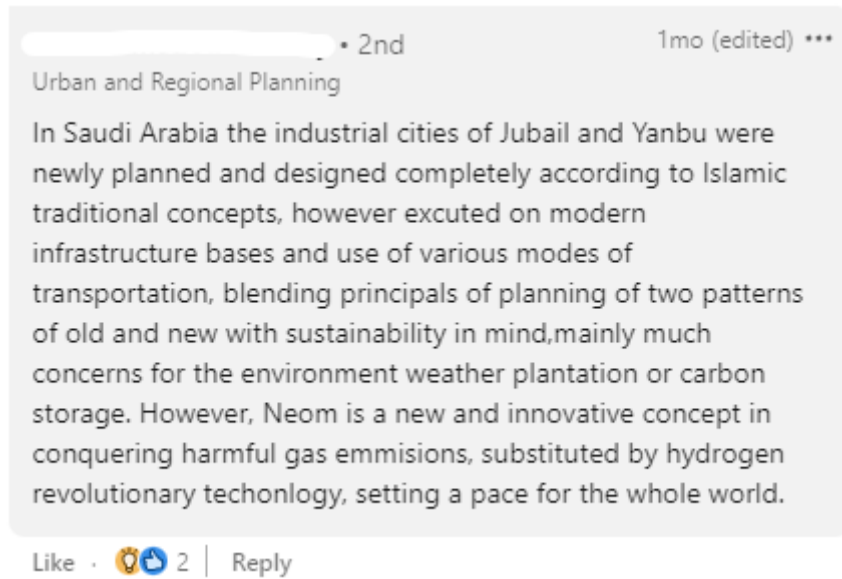 • 2nd
1mo (edited) •••
Urban and Regional Planning
In Saudi Arabia the industrial cities of Jubail and Yanbu were
newly planned and designed completely according to Islamic
traditional concepts, however excuted on modern
infrastructure bases and use of various modes of
transportation, blending principals of planning of two patterns
of old and new with sustainability in mind,mainly much
concerns for the environment weather plantation or carbon
storage. However, Neom is a new and innovative concept in
conquering harmful gas emmisions, substituted by hydrogen
revolutionary techonlogy, setting a pace for the whole world.
Like · 2 | Reply